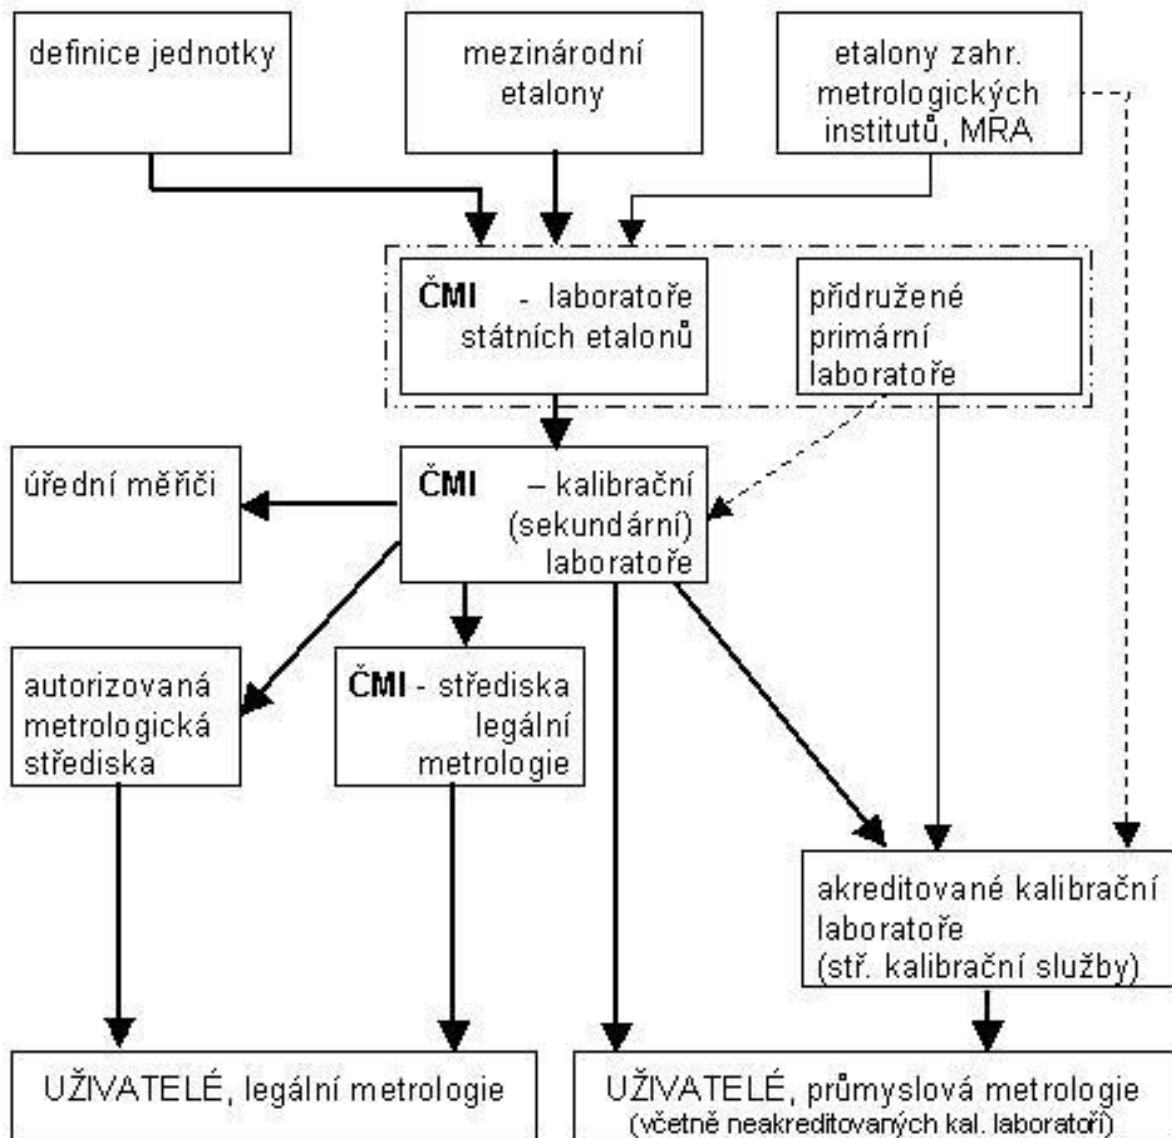 definice jednotky
mezinárodní
etalony
etalony zahr.
metrologických
institutů, MRA
ČMI - laboratoře
státních etalonů
přidružené
primární
laboratoře
úřední měřiči
ČMI – kalibrační
(sekundární)
laboratoře
autorizovaná
metrologická
střediska
ČMI - střediska
legální
metrologie
akreditované kalibrační
laboratoře
(stř. kalibrační služby)
UŽIVATELÉ, legální metrologie
UŽIVATELÉ, průmyslová metrologie
(včetně neakreditovaných kal. laboratoří)